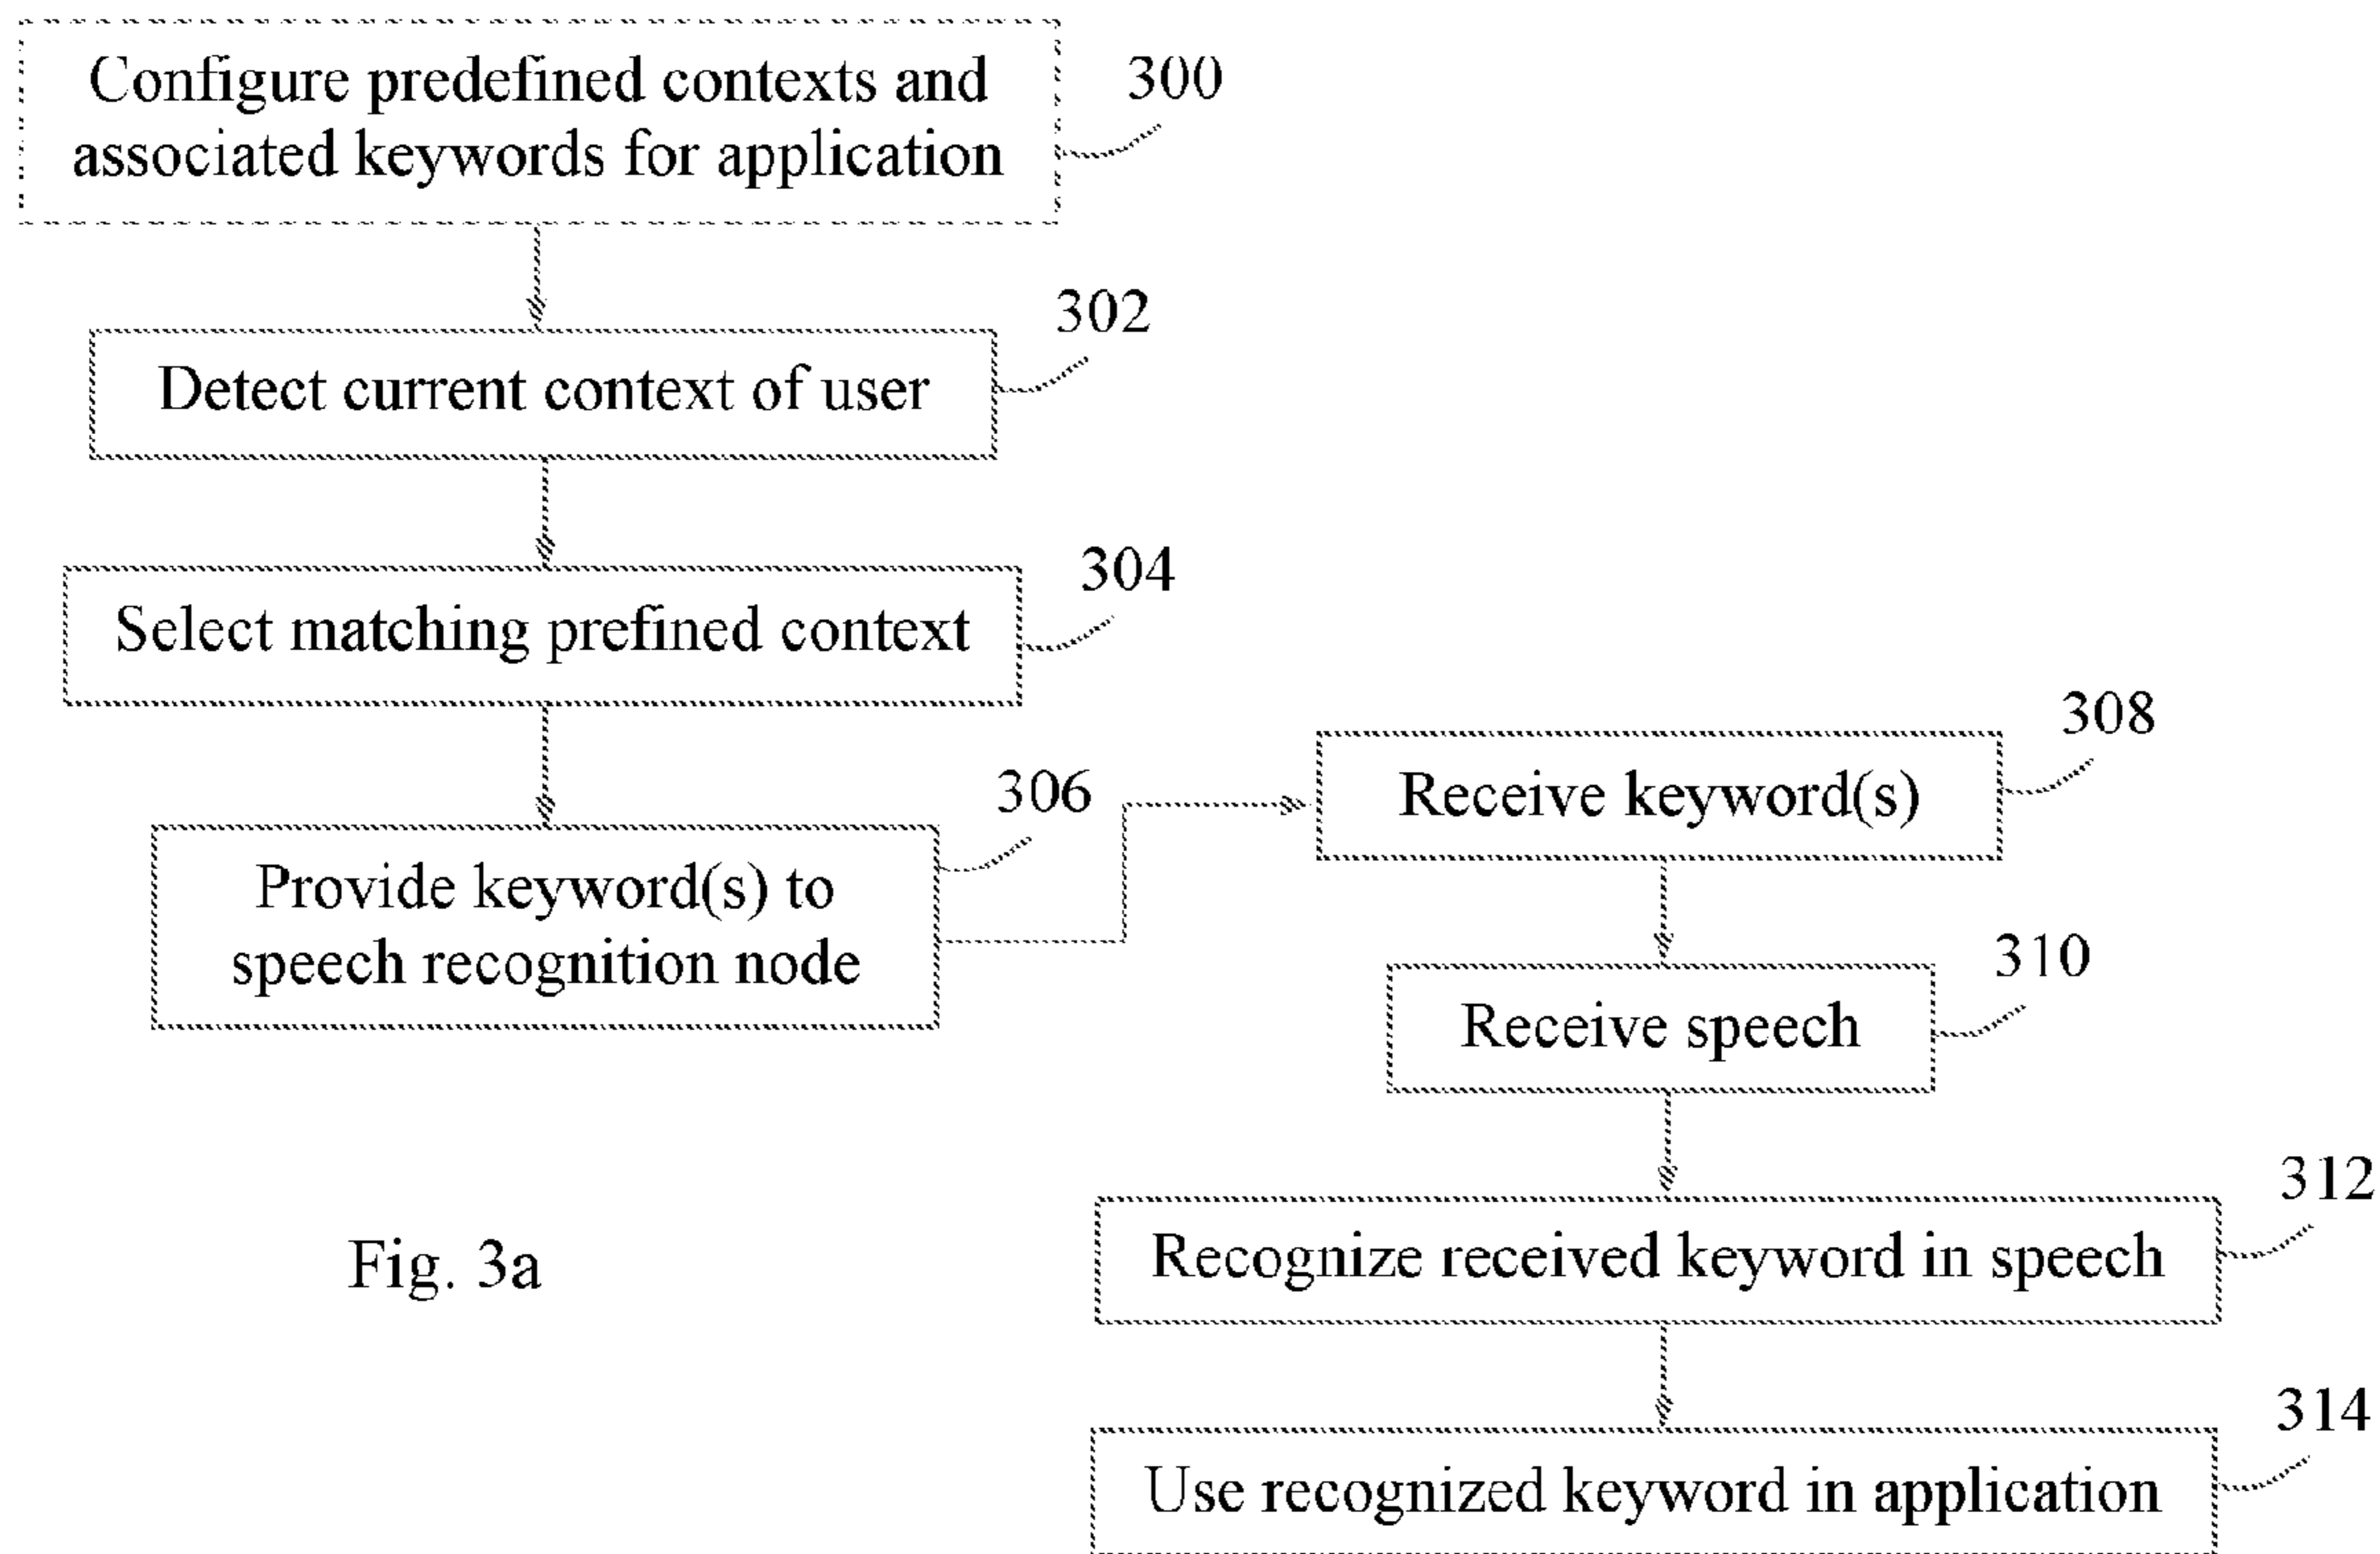 Configure predefined contexts and
associated keywords for application
300
Detect current context of user
302
Select matching prefined context
304
Provide keyword(s) to
speech recognition node
306
Receive keyword(s)
308
Receive speech
310
Recognize received keyword in speech
312
Use recognized keyword in application
314
Fig. 3a